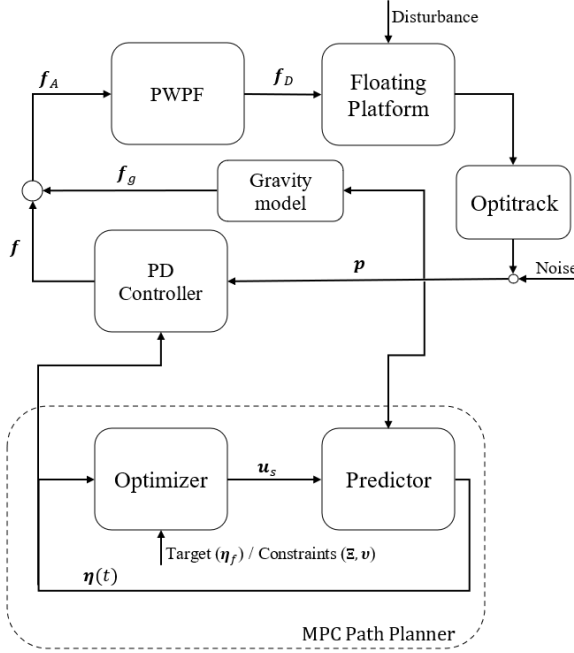 Disturbance
f_A
PWPF
f_D
Floating
Platform
f_g
Gravity
model
Optitrack
f
PD
Controller
p
Noise
Optimizer
u_s
Predictor
Target (η_f) / Constraints (Ξ, υ)
η(t)
MPC Path Planner